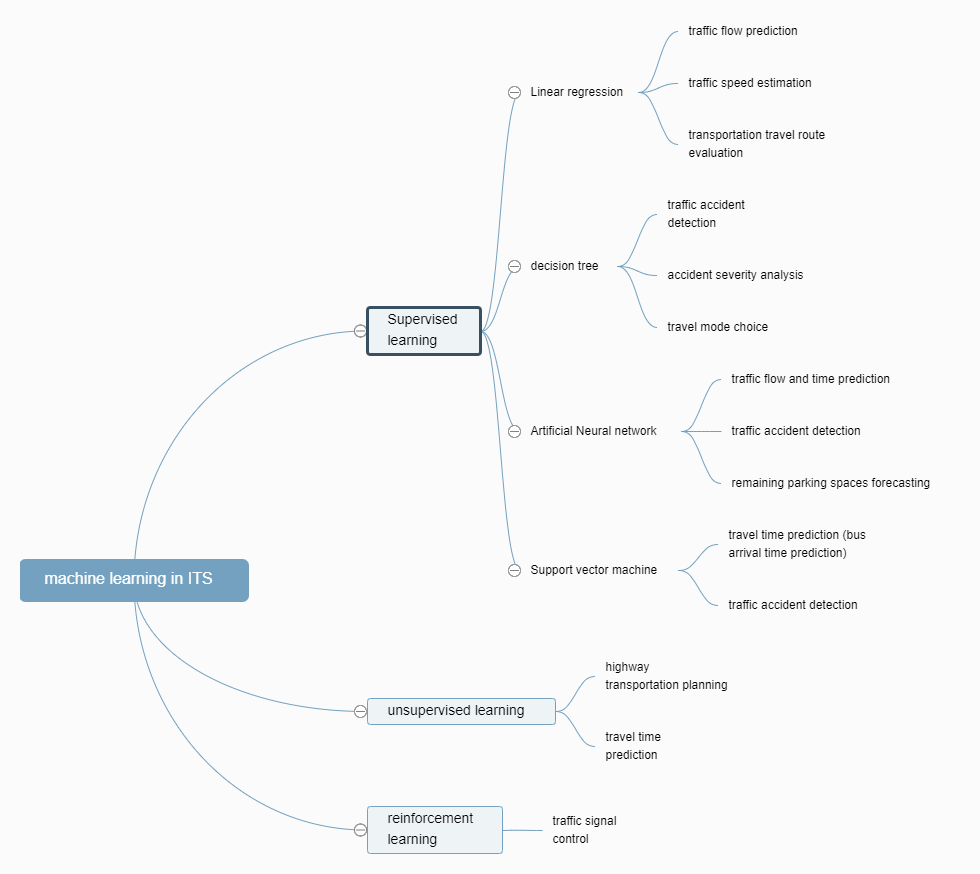 machine learning in ITS
Supervised
learning
Linear regression
traffic flow prediction
traffic speed estimation
transportation travel route
evaluation
decision tree
traffic accident
detection
accident severity analysis
travel mode choice
Artificial Neural network
traffic flow and time prediction
traffic accident detection
remaining parking spaces forecasting
Support vector machine
travel time prediction (bus
arrival time prediction)
traffic accident detection
unsupervised learning
highway
transportation planning
travel time
prediction
reinforcement
learning
traffic signal
control